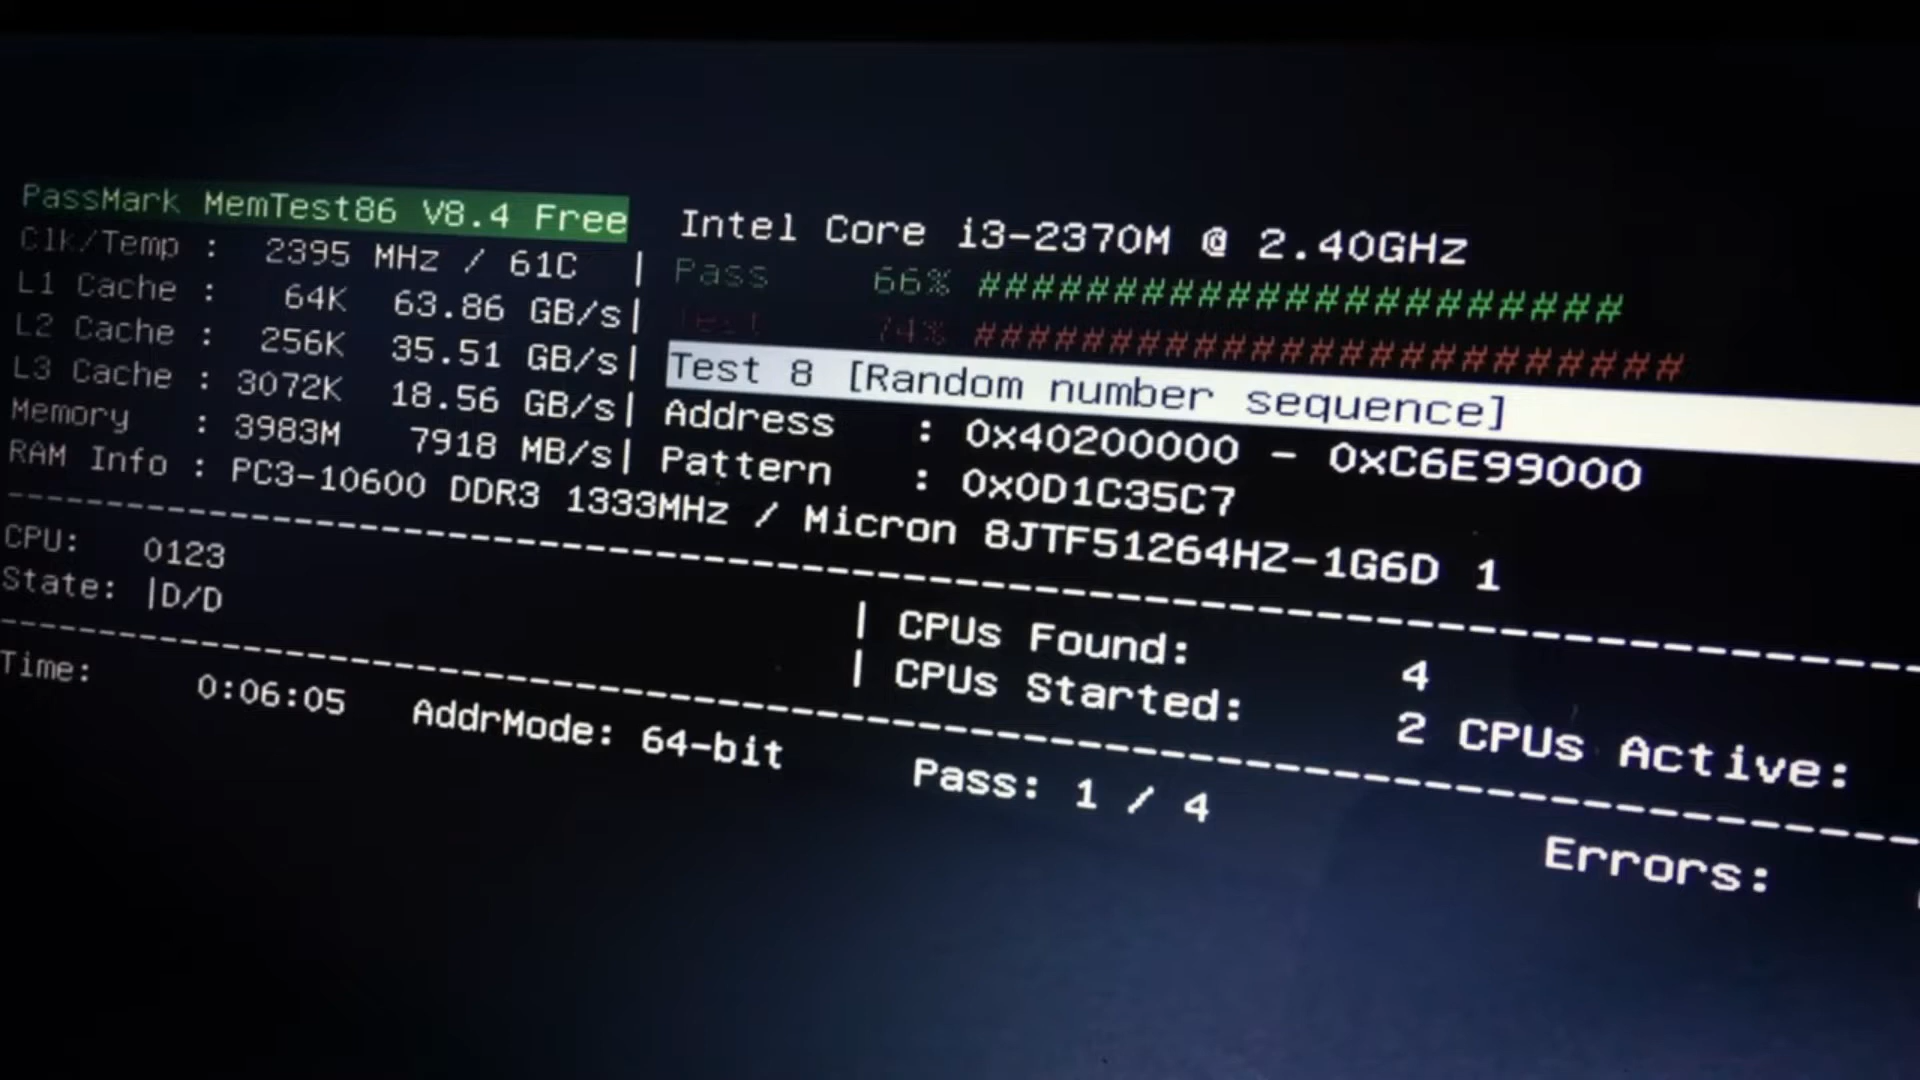 PassMark MemTest86 V8.4 Free Intel Core i3-2370M @ 2.40GHz
Clk/Temp : 2395 MHz / 61C | Pass 66% #######################
L1 Cache : 64K 63.86 GB/s| Test 74% ##########################
L2 Cache : 256K 35.51 GB/s| Test 8 [Random number sequence]
L3 Cache : 3072K 18.56 GB/s| Address : 0x40200000 - 0xC6E99000
Memory : 3983M 7918 MB/s| Pattern : 0x0D1C35C7
RAM Info : PC3-10600 DDR3 1333MHz / Micron 8JTF51264HZ-1G6D 1
CPU: 0123 | CPUs Found: 4
State: |D/D | CPUs Started: 2 CPUs Active:
Time: 0:06:05 AddrMode: 64-bit Pass: 1 / 4 Errors: